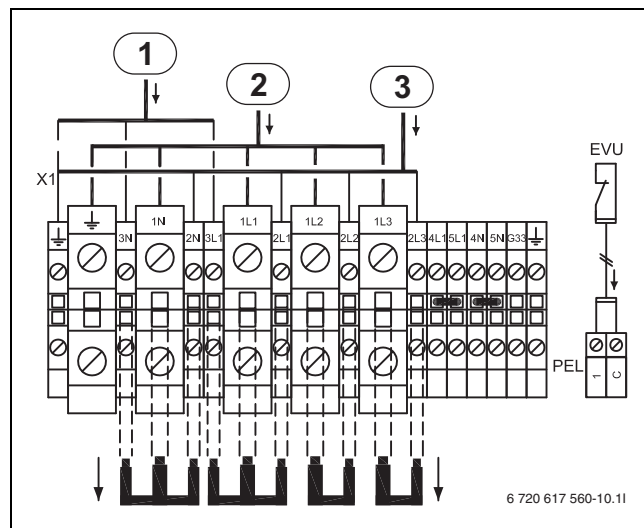 1
2
3
EVU
X1
3N 1N 2N 3L1 1L1 2L1 1L2 2L2 1L3 2L3 4L1 5L1 4N 5N G33
PEL 1 C
6 720 617 560-10.1I